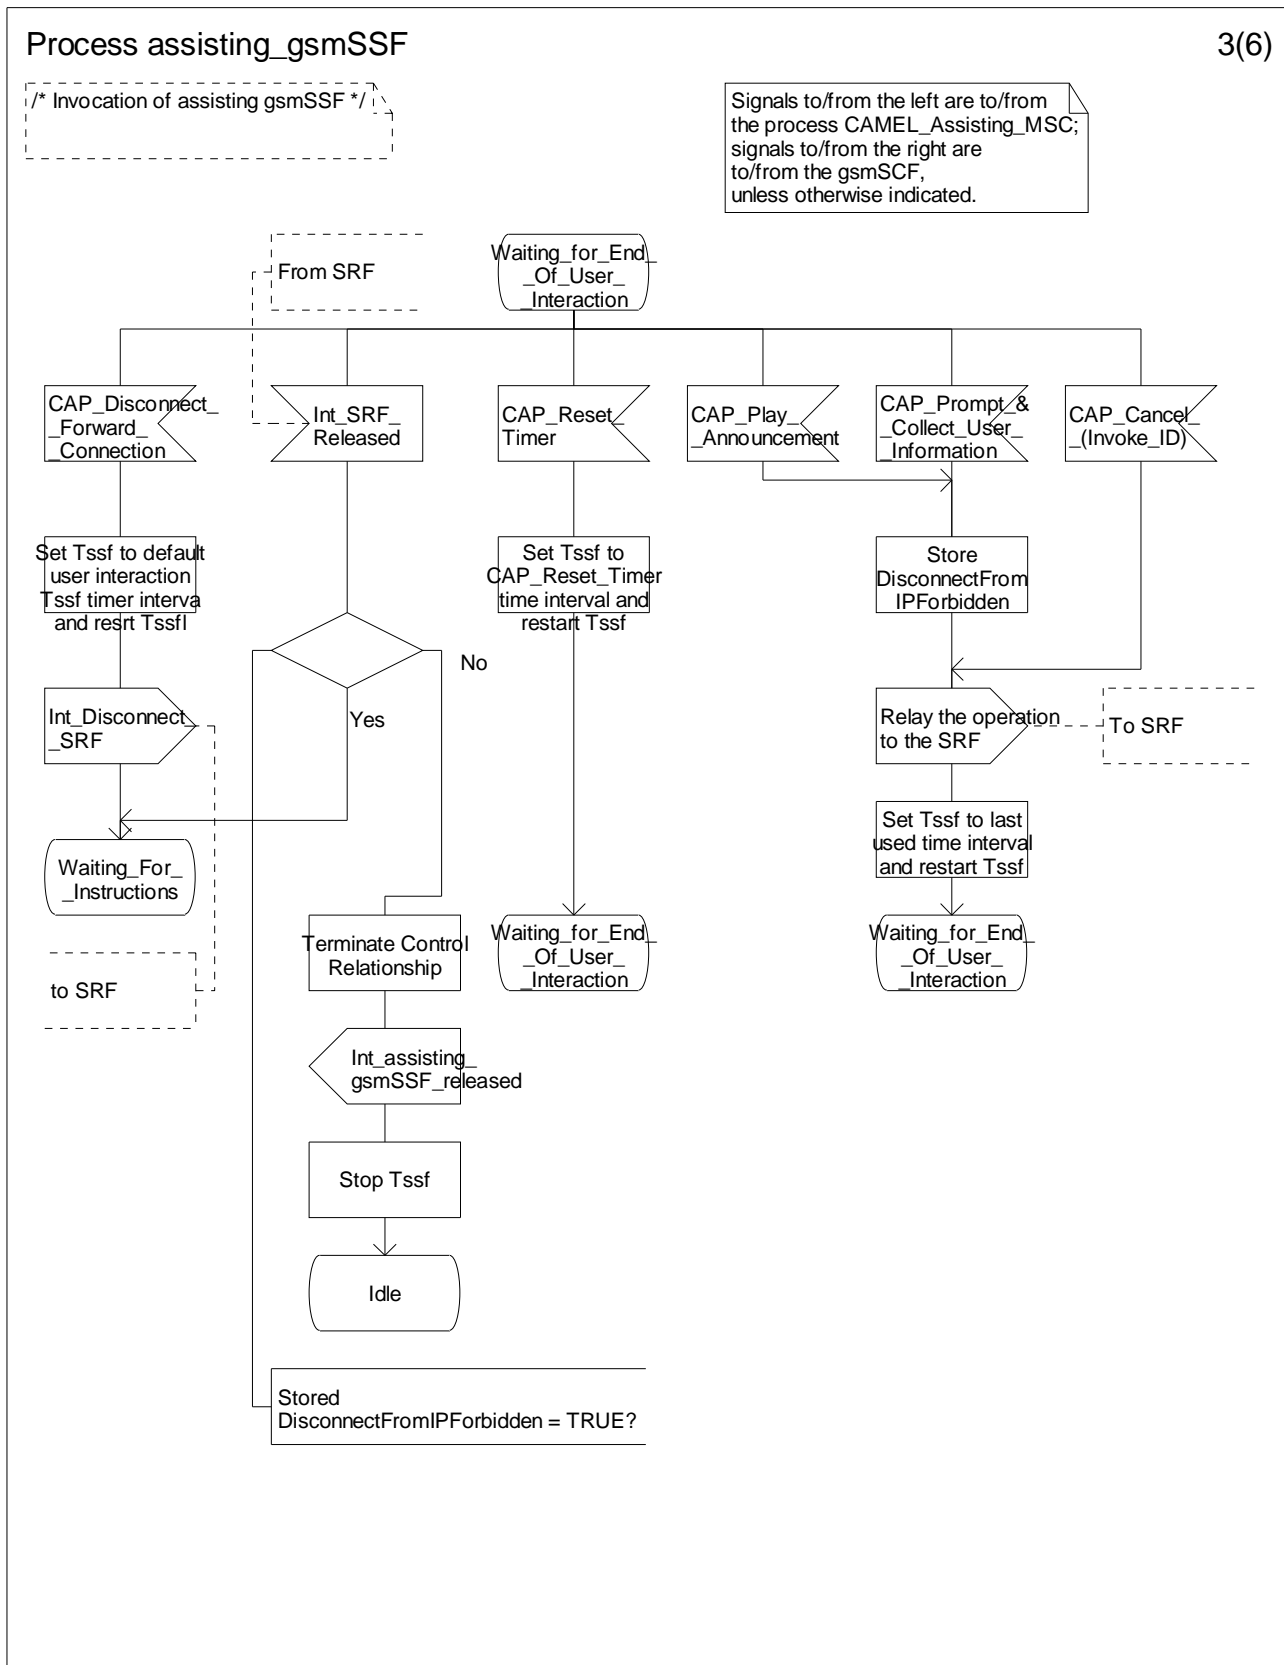 Process assisting_gsmSSF
3(6)
/* Invocation of assisting gsmSSF */
Signals to/from the left are to/from
the process CAMEL_Assisting_MSC;
signals to/from the right are
to/from the gsmSCF,
unless otherwise indicated.
From SRF
Waiting_for_End_
_Of_User_
_Interaction
CAP_Disconnect_
_Forward_
_Connection
Int_SRF_
Released
CAP_Reset_
Timer
CAP_Play_
_Announcement
CAP_Prompt_&
_Collect_User_
_Information
CAP_Cancel_
_(Invoke_ID)
Set Tssf to default
user interaction
Tssf timer interva
and resrt Tssfl
Set Tssf to
CAP_Reset_Timer
time interval and
restart Tssf
Store
DisconnectFrom
IPForbidden
No
Yes
Int_Disconnect_
_SRF
Relay the operation
to the SRF
To SRF
Set Tssf to last
used time interval
and restart Tssf
Waiting_For_
_Instructions
Terminate Control
Relationship
Waiting_for_End_
_Of_User_
_Interaction
Waiting_for_End_
_Of_User_
_Interaction
to SRF
Int_assisting_
gsmSSF_released
Stop Tssf
Idle
Stored
DisconnectFromIPForbidden = TRUE?